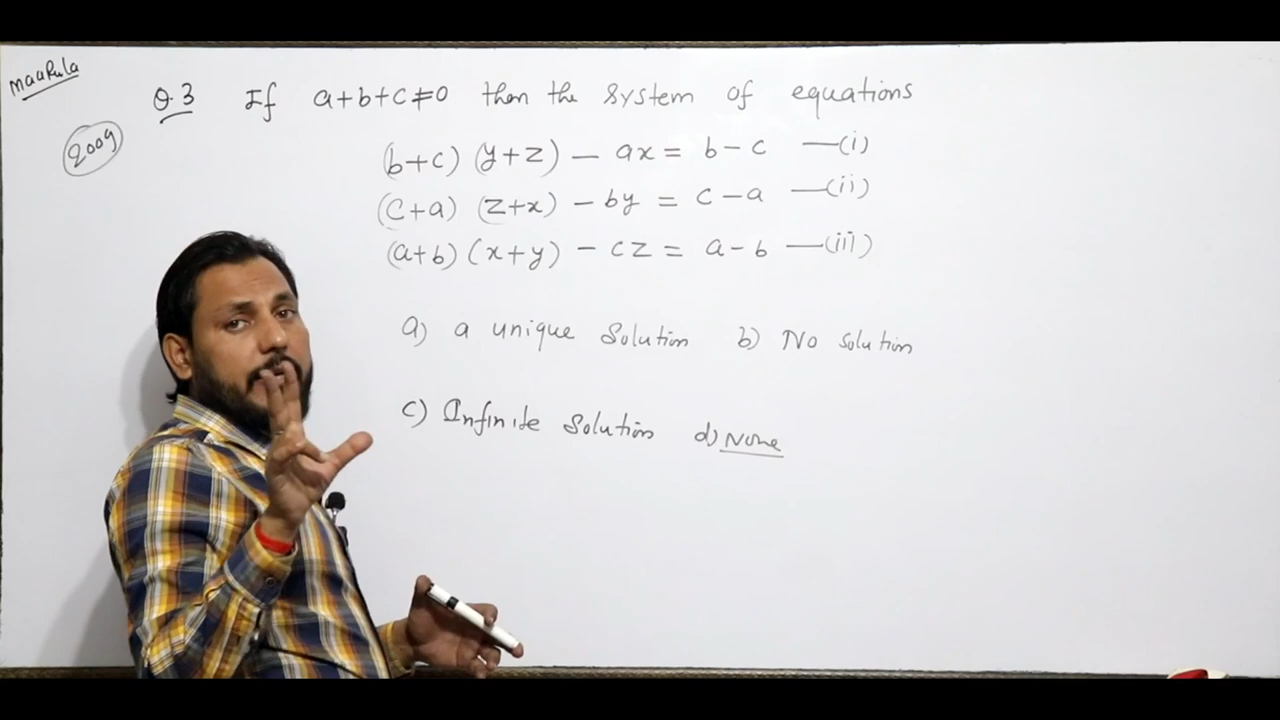 maarula
Q.3 If a+b+c≠0 then the system of equations
2009
(b+c) (y+z) - ax = b-c —(i)
(c+a) (z+x) - by = c-a —(ii)
(a+b) (x+y) - cz = a-b —(iii)
a) a unique solution b) No solution
c) Infinite solution d) None